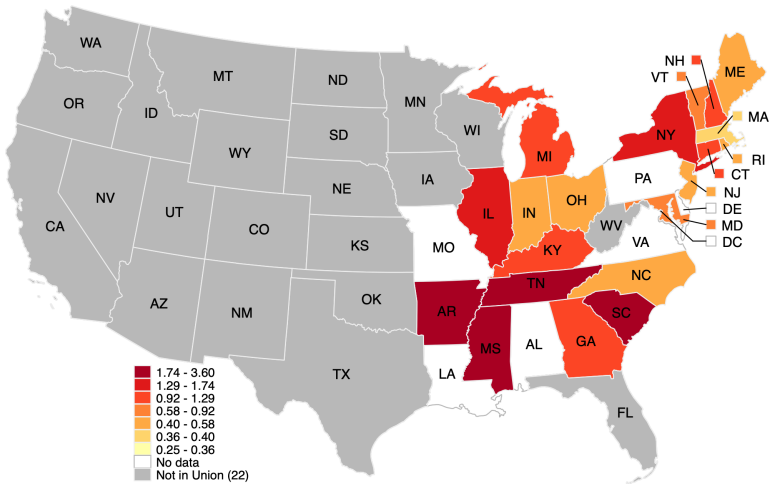 WA
MT
ND
MN
OR
ID
SD
WI
WY
NE
IA
NV
UT
CO
CA
KS
MO
AZ
NM
OK
AR
TX
LA
MS
AL
GA
FL
SC
NC
TN
KY
IL
IN
OH
MI
WV
VA
PA
NY
VT
NH
ME
MA
RI
CT
NJ
DE
MD
DC
1.74 - 3.60
1.29 - 1.74
0.92 - 1.29
0.58 - 0.92
0.40 - 0.58
0.36 - 0.40
0.25 - 0.36
No data
Not in Union (22)